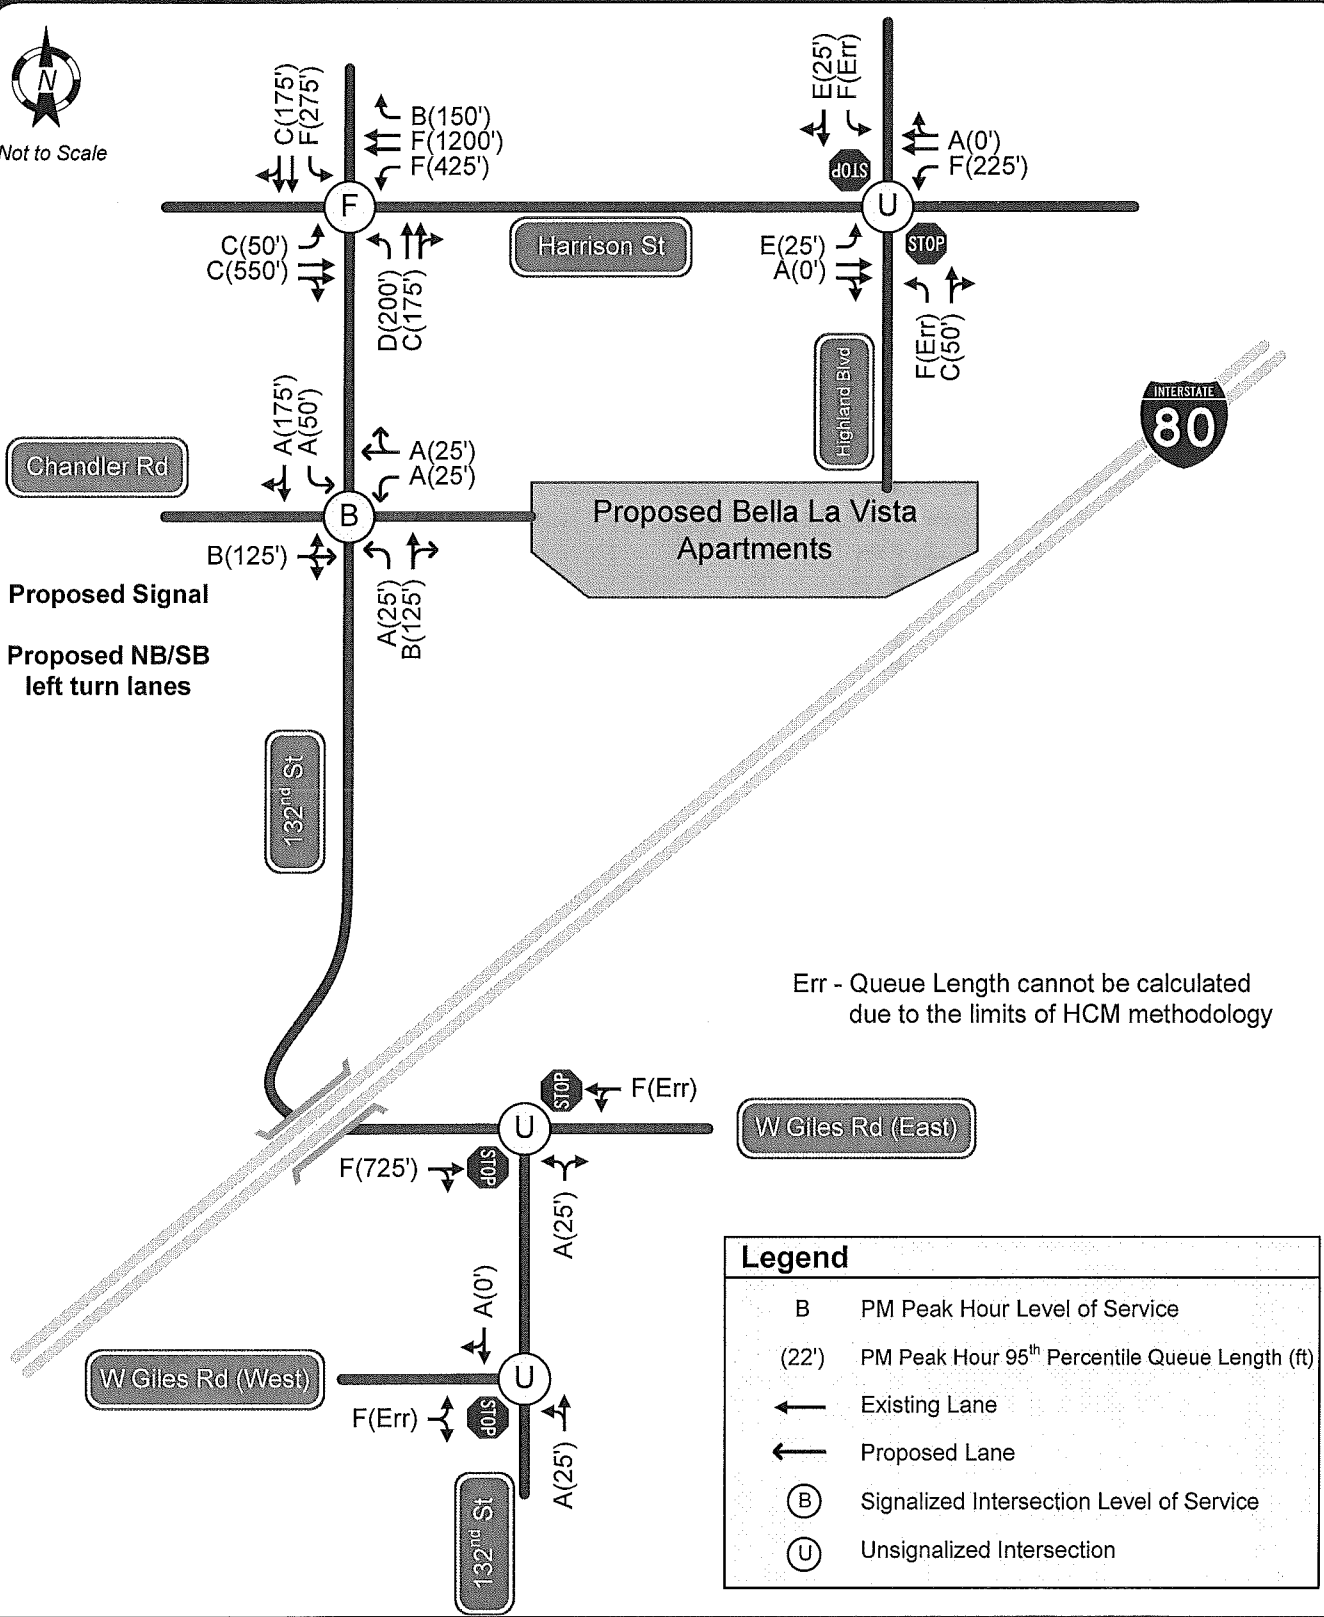 N
Not to Scale
C(175')
F(275')
B(150')
F(1200')
F(425')
F
C(50')
C(550')
D(200')
C(175')
Harrison St
E(25')
F(Err)
STOP
A(0')
F(225')
U
E(25')
A(0')
STOP
F(Err)
C(50')
Highland Blvd
INTERSTATE
80
Chandler Rd
A(175')
A(50')
A(25')
A(25')
B
B(125')
A(25')
B(125')
Proposed Bella La Vista
Apartments
Proposed Signal
Proposed NB/SB
left turn lanes
132nd St
Err - Queue Length cannot be calculated
due to the limits of HCM methodology
STOP
F(Err)
U
W Giles Rd (East)
F(725')
STOP
A(25')
A(0')
W Giles Rd (West)
U
F(Err)
STOP
A(25')
132nd St
Legend
B PM Peak Hour Level of Service
(22') PM Peak Hour 95th Percentile Queue Length (ft)
Existing Lane
Proposed Lane
B Signalized Intersection Level of Service
U Unsignalized Intersection